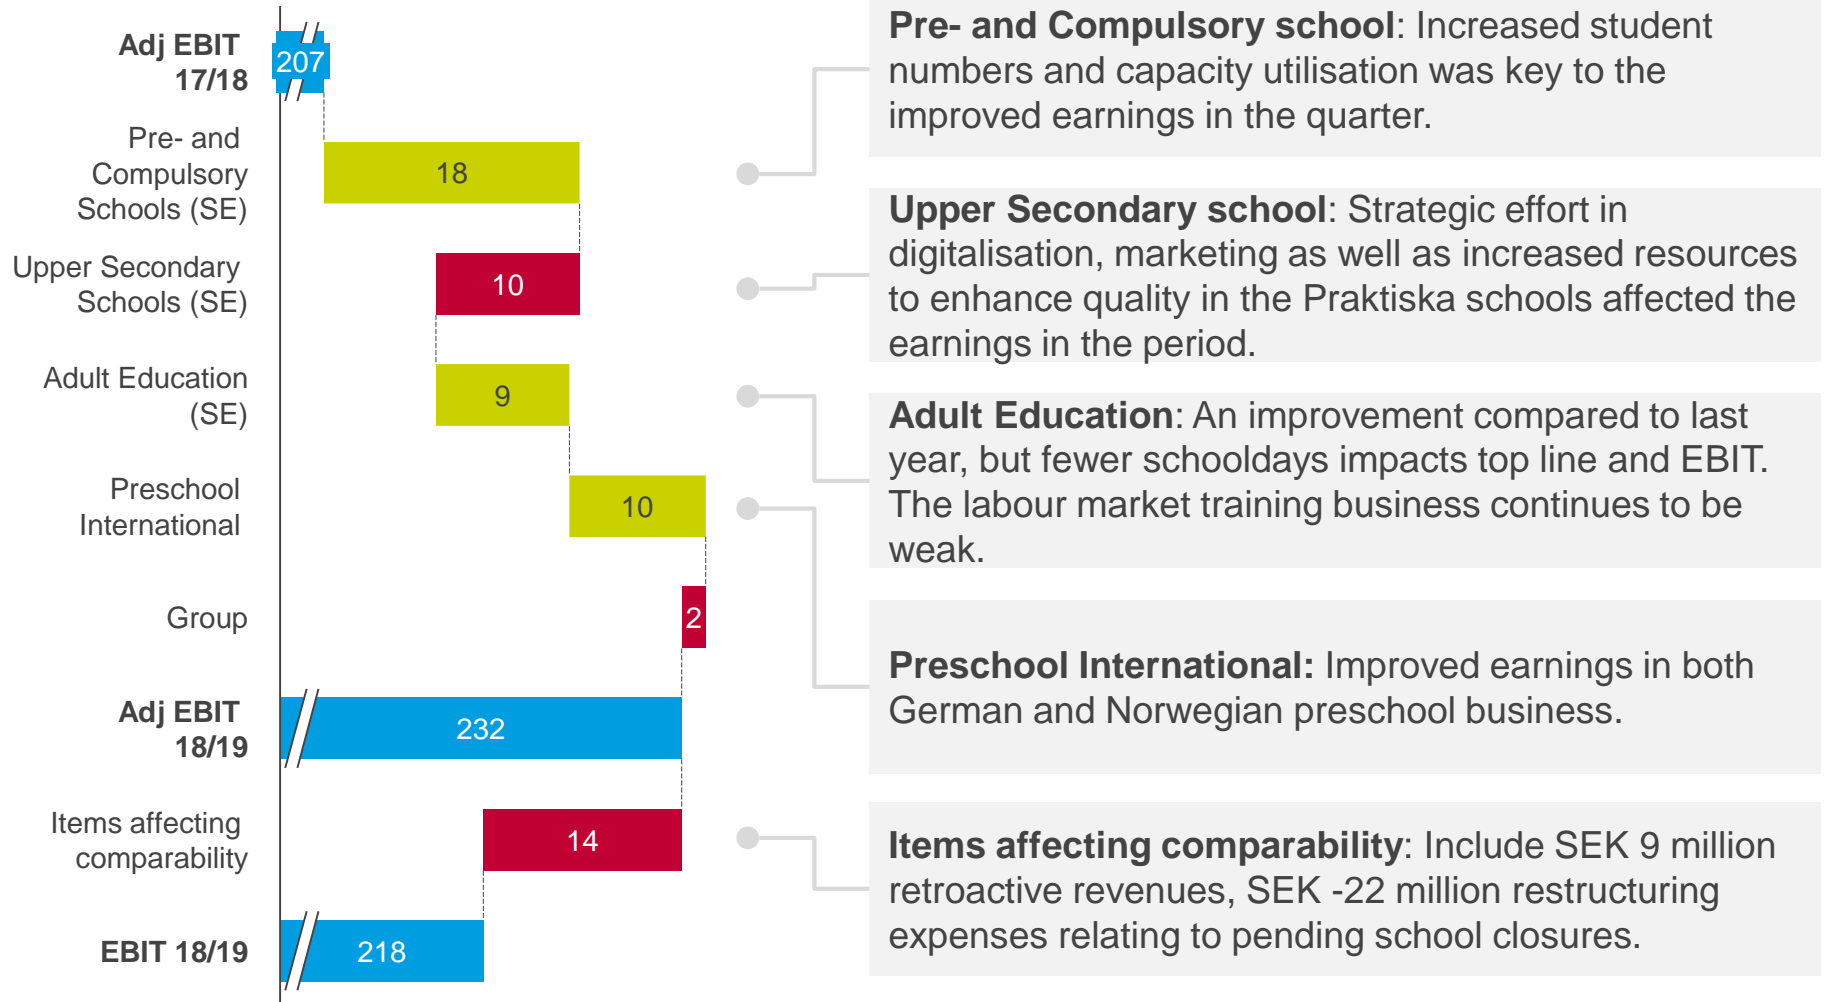 Adj EBIT
17/18
207
Pre- and
Compulsory
Schools (SE)
18
Upper Secondary
Schools (SE)
10
Adult Education
(SE)
9
Preschool
International
10
Group
2
Adj EBIT
18/19
232
Items affecting
comparability
14
EBIT 18/19
218
Pre- and Compulsory school: Increased student
numbers and capacity utilisation was key to the
improved earnings in the quarter.
Upper Secondary school: Strategic effort in
digitalisation, marketing as well as increased resources
to enhance quality in the Praktiska schools affected the
earnings in the period.
Adult Education: An improvement compared to last
year, but fewer schooldays impacts top line and EBIT.
The labour market training business continues to be
weak.
Preschool International: Improved earnings in both
German and Norwegian preschool business.
Items affecting comparability: Include SEK 9 million
retroactive revenues, SEK -22 million restructuring
expenses relating to pending school closures.